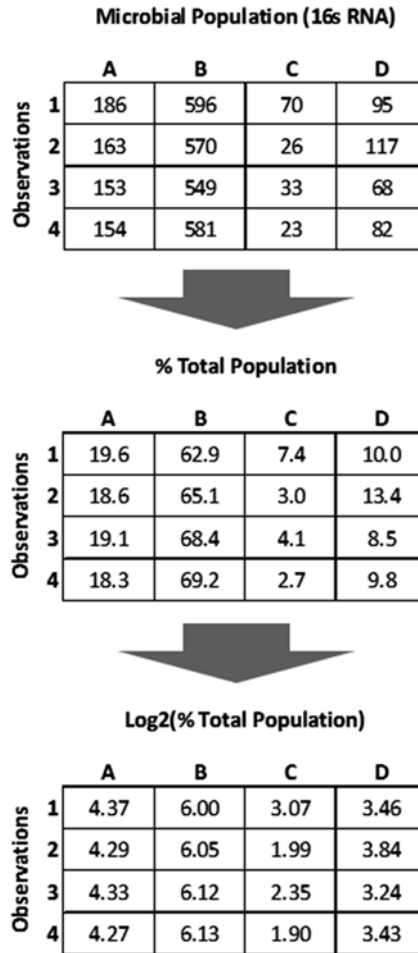 Microbial Population (16s RNA)
A B C D
Observations
1 186 596 70 95
2 163 570 26 117
3 153 549 33 68
4 154 581 23 82
% Total Population
A B C D
Observations
1 19.6 62.9 7.4 10.0
2 18.6 65.1 3.0 13.4
3 19.1 68.4 4.1 8.5
4 18.3 69.2 2.7 9.8
Log2(% Total Population)
A B C D
Observations
1 4.37 6.00 3.07 3.46
2 4.29 6.05 1.99 3.84
3 4.33 6.12 2.35 3.24
4 4.27 6.13 1.90 3.43